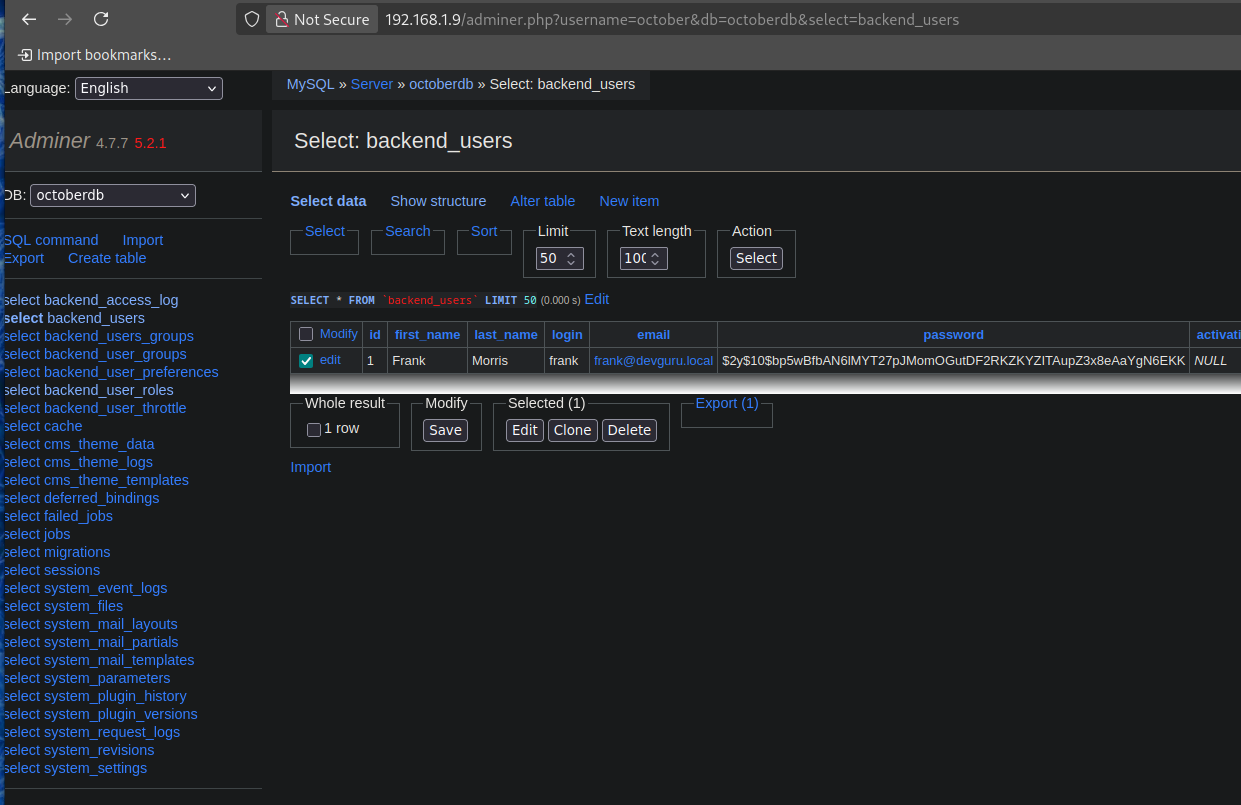 Not Secure 192.168.1.9/adminer.php?username=october&db=octoberdb&select=backend_users
Import bookmarks...
Language: English
MySQL » Server » octoberdb » Select: backend_users
Adminer 4.7.7 5.2.1
Select: backend_users
DB: octoberdb
Select data Show structure Alter table New item
SQL command Import
Export Create table
Select Search Sort Limit Text length Action
50 100 Select
SELECT * FROM `backend_users` LIMIT 50 (0.000 s) Edit
Modify id first_name last_name login email password activati
edit 1 Frank Morris frank frank@devguru.local $2y$10$bp5wBfbAN6lMYT27pJMomOGutDF2RKZKYZITAupZ3x8eAaYgN6EKK NULL
Whole result Modify Selected (1) Export (1)
1 row Save Edit Clone Delete
Import
select backend_access_log
select backend_users
select backend_users_groups
select backend_user_groups
select backend_user_preferences
select backend_user_roles
select backend_user_throttle
select cache
select cms_theme_data
select cms_theme_logs
select cms_theme_templates
select deferred_bindings
select failed_jobs
select jobs
select migrations
select sessions
select system_event_logs
select system_files
select system_mail_layouts
select system_mail_partials
select system_mail_templates
select system_parameters
select system_plugin_history
select system_plugin_versions
select system_request_logs
select system_revisions
select system_settings